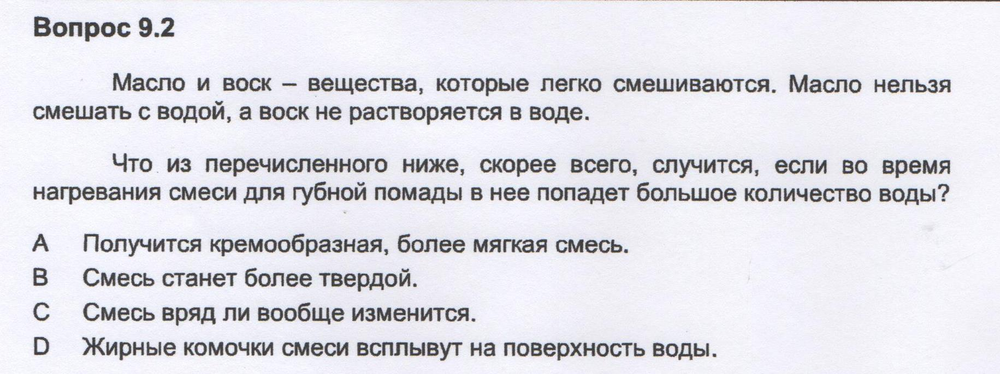 Вопрос 9.2
Масло и воск – вещества, которые легко смешиваются. Масло нельзя
смешать с водой, а воск не растворяется в воде.
Что из перечисленного ниже, скорее всего, случится, если во время
нагревания смеси для губной помады в нее попадет большое количество воды?
A Получится кремообразная, более мягкая смесь.
B Смесь станет более твердой.
C Смесь вряд ли вообще изменится.
D Жирные комочки смеси всплывут на поверхность воды.